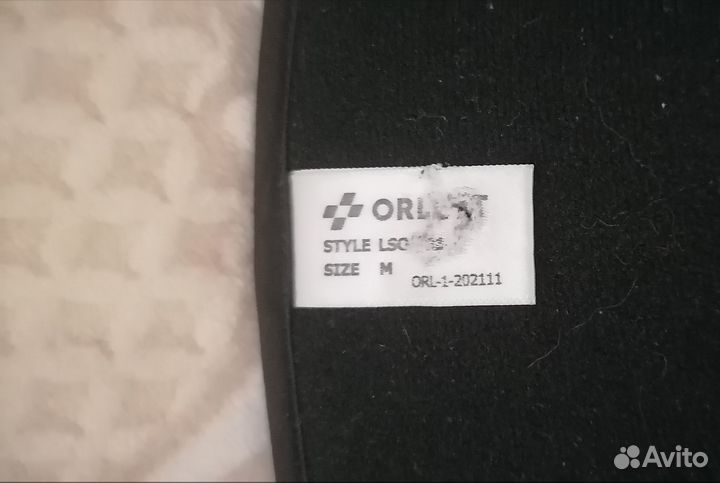 STYLE
SIZE M
ORL-1-202111
Avito